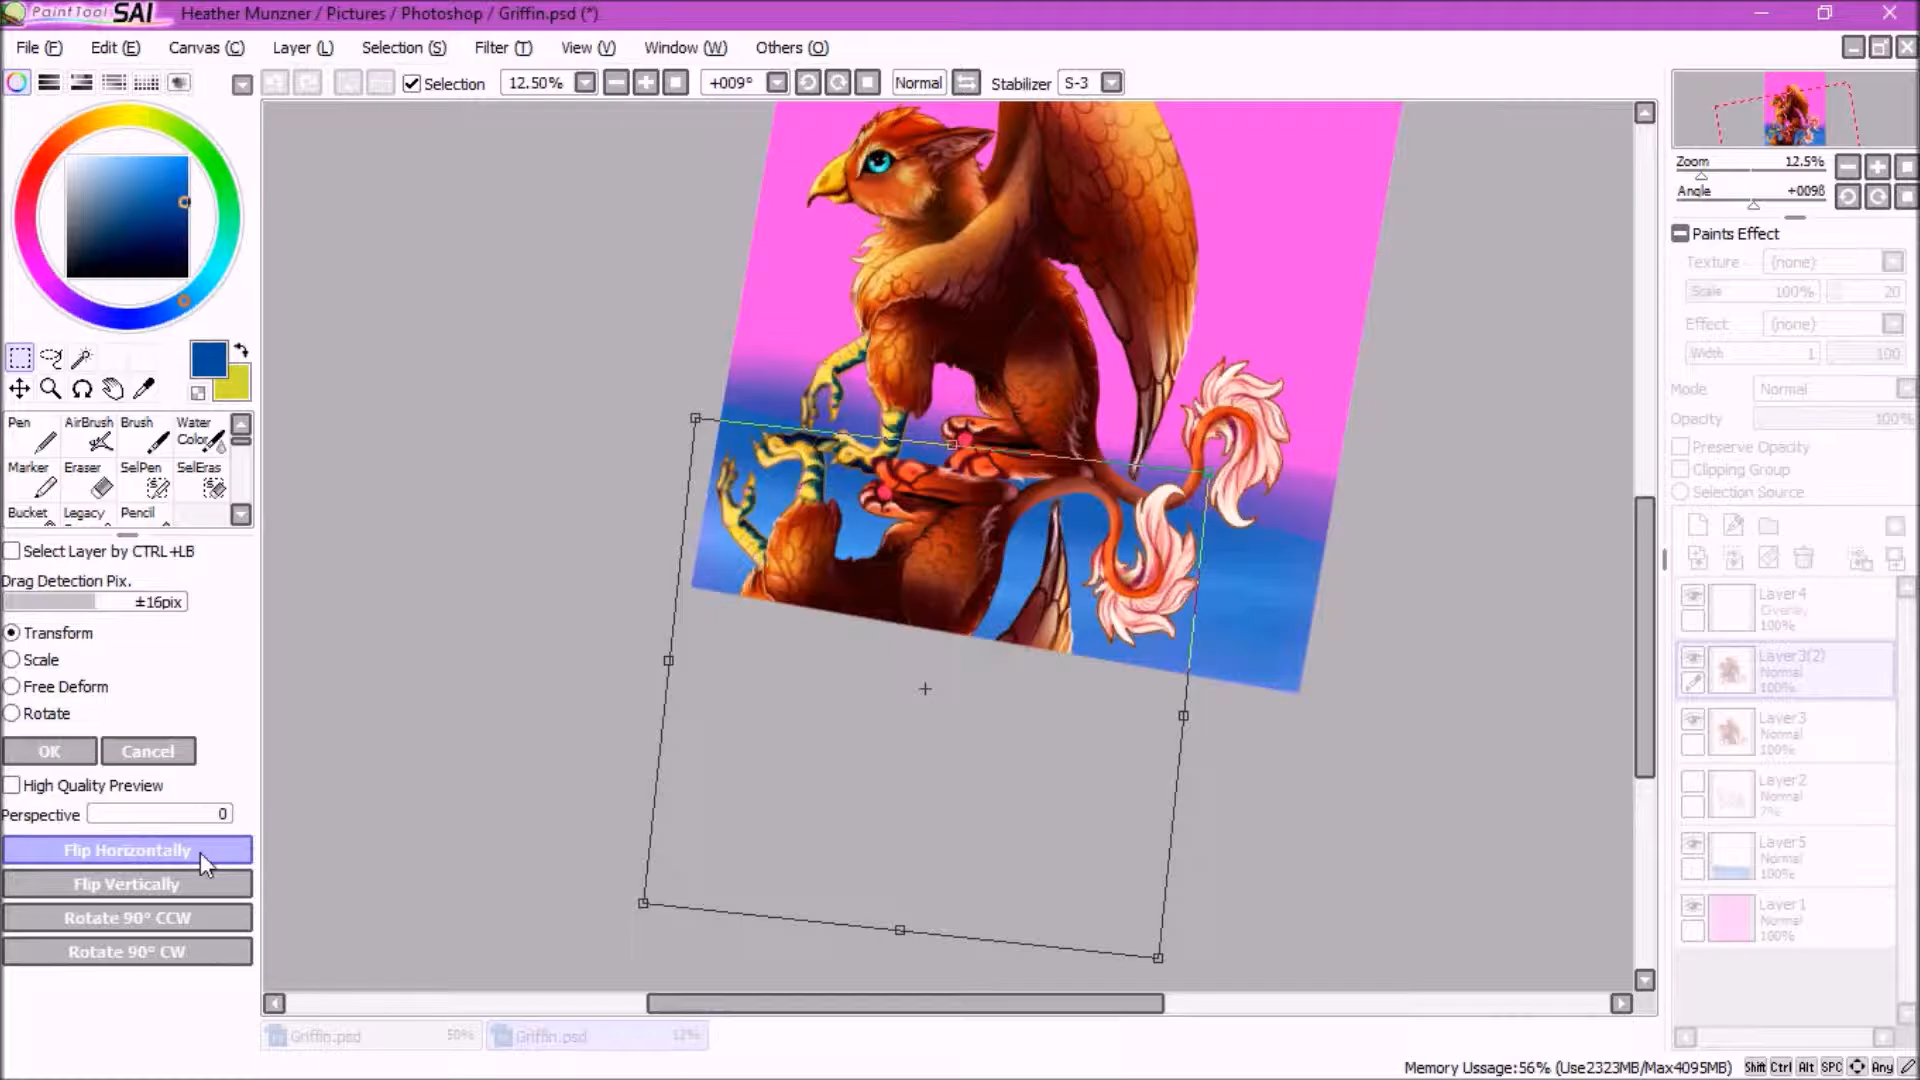 PaintTool SAI Heather Munzner / Pictures / Photoshop / Griffin.psd (*)
File (F) Edit (E) Canvas (C) Layer (L) Selection (S) Filter (T) View (V) Window (W) Others (O)
Selection 12.50% +009° Normal Stabilizer S-3
Zoom 12.5%
Angle +009ß
Paints Effect
Texture (none)
Scale 100% 20
Effect (none)
Width 1 100
Mode Normal
Opacity 100%
Preserve Opacity
Clipping Group
Selection Source
Pen AirBrush Brush Water Color
Marker Eraser SelPen SelEras
Bucket Legacy Pencil
Select Layer by CTRL+LB
Drag Detection Pix.
±16pix
Transform
Scale
Free Deform
Rotate
OK Cancel
High Quality Preview
Perspective 0
Flip Horizontally
Flip Vertically
Rotate 90° CCW
Rotate 90° CW
Layer4
Overlay
100%
Layer3(2)
Normal
100%
Layer3
Normal
100%
Layer2
Normal
7%
Layer5
Normal
100%
Layer1
Normal
100%
Griffin.psd 50% Griffin.psd 12%
Memory Ussage:56% (Use2323MB/Max4095MB) Shift Ctrl Alt SPC Any